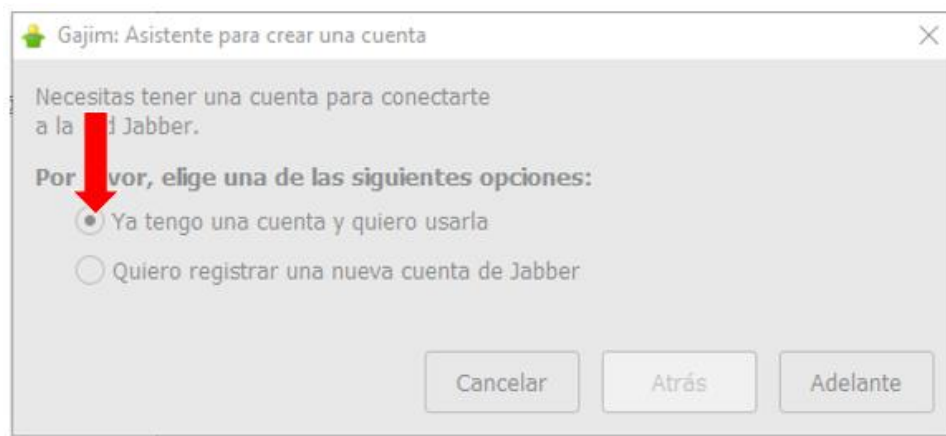 Gajim: Asistente para crear una cuenta
Necesitas tener una cuenta para conectarte
a la Jabber.
Por elige una de las siguientes opciones:
Ya tengo una cuenta y quiero usarla
Quiero registrar una nueva cuenta de Jabber
Cancelar Atrás Adelante